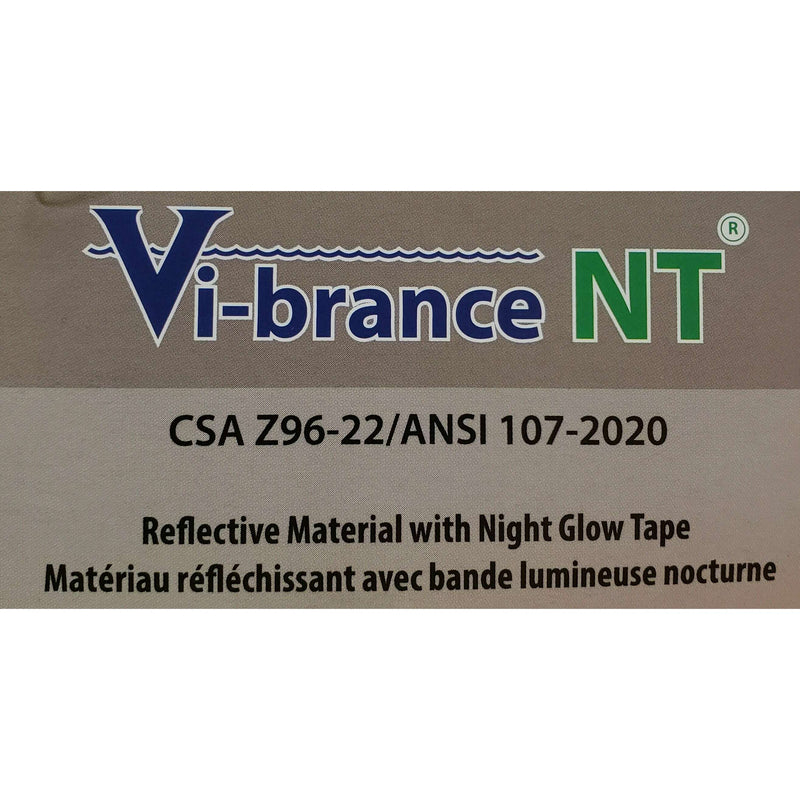 Vi-brance NT®
CSA Z96-22/ANSI 107-2020
Reflective Material with Night Glow Tape
Matériau réfléchissant avec bande lumineuse nocturne